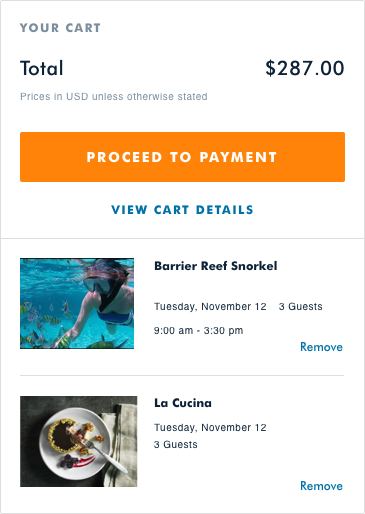 YOUR CART
Total $287.00
Prices in USD unless otherwise stated
PROCEED TO PAYMENT
VIEW CART DETAILS
Barrier Reef Snorkel
Tuesday, November 12 3 Guests
9:00 am - 3:30 pm
Remove
La Cucina
Tuesday, November 12
3 Guests
Remove